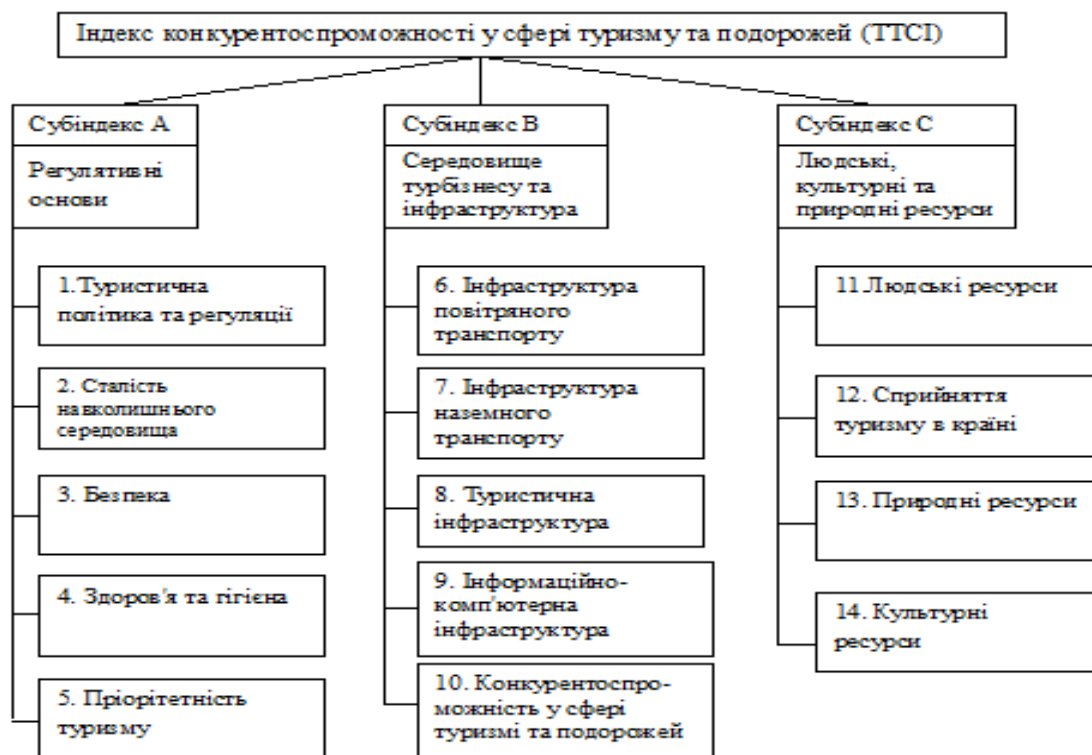 Індекс конкурентоспроможності у сфері туризму та подорожей (TTCI)
Субіндекс А
Регулятивні
основи
1.Туристична
політика та регуляції
2. Сталість
навколишнього
середовища
3. Безпека
4. Здоров'я та гігієна
5. Пріорітетність
туризму
Субіндекс В
Середовище
турбізнесу та
інфраструктура
6. Інфраструктура
повітряного
транспорту
7. Інфраструктура
наземного
транспорту
8. Туристична
інфраструктура
9. Інформаційно-
комп'ютерна
інфраструктура
10. Конкурентоспро-
можність у сфері
туризмі та подорожей
Субіндекс С
Людські,
культурні та
природні ресурси
11 Людські ресурси
12. Сприйняття
туризму в країні
13. Природні ресурси
14. Культурні
ресурси